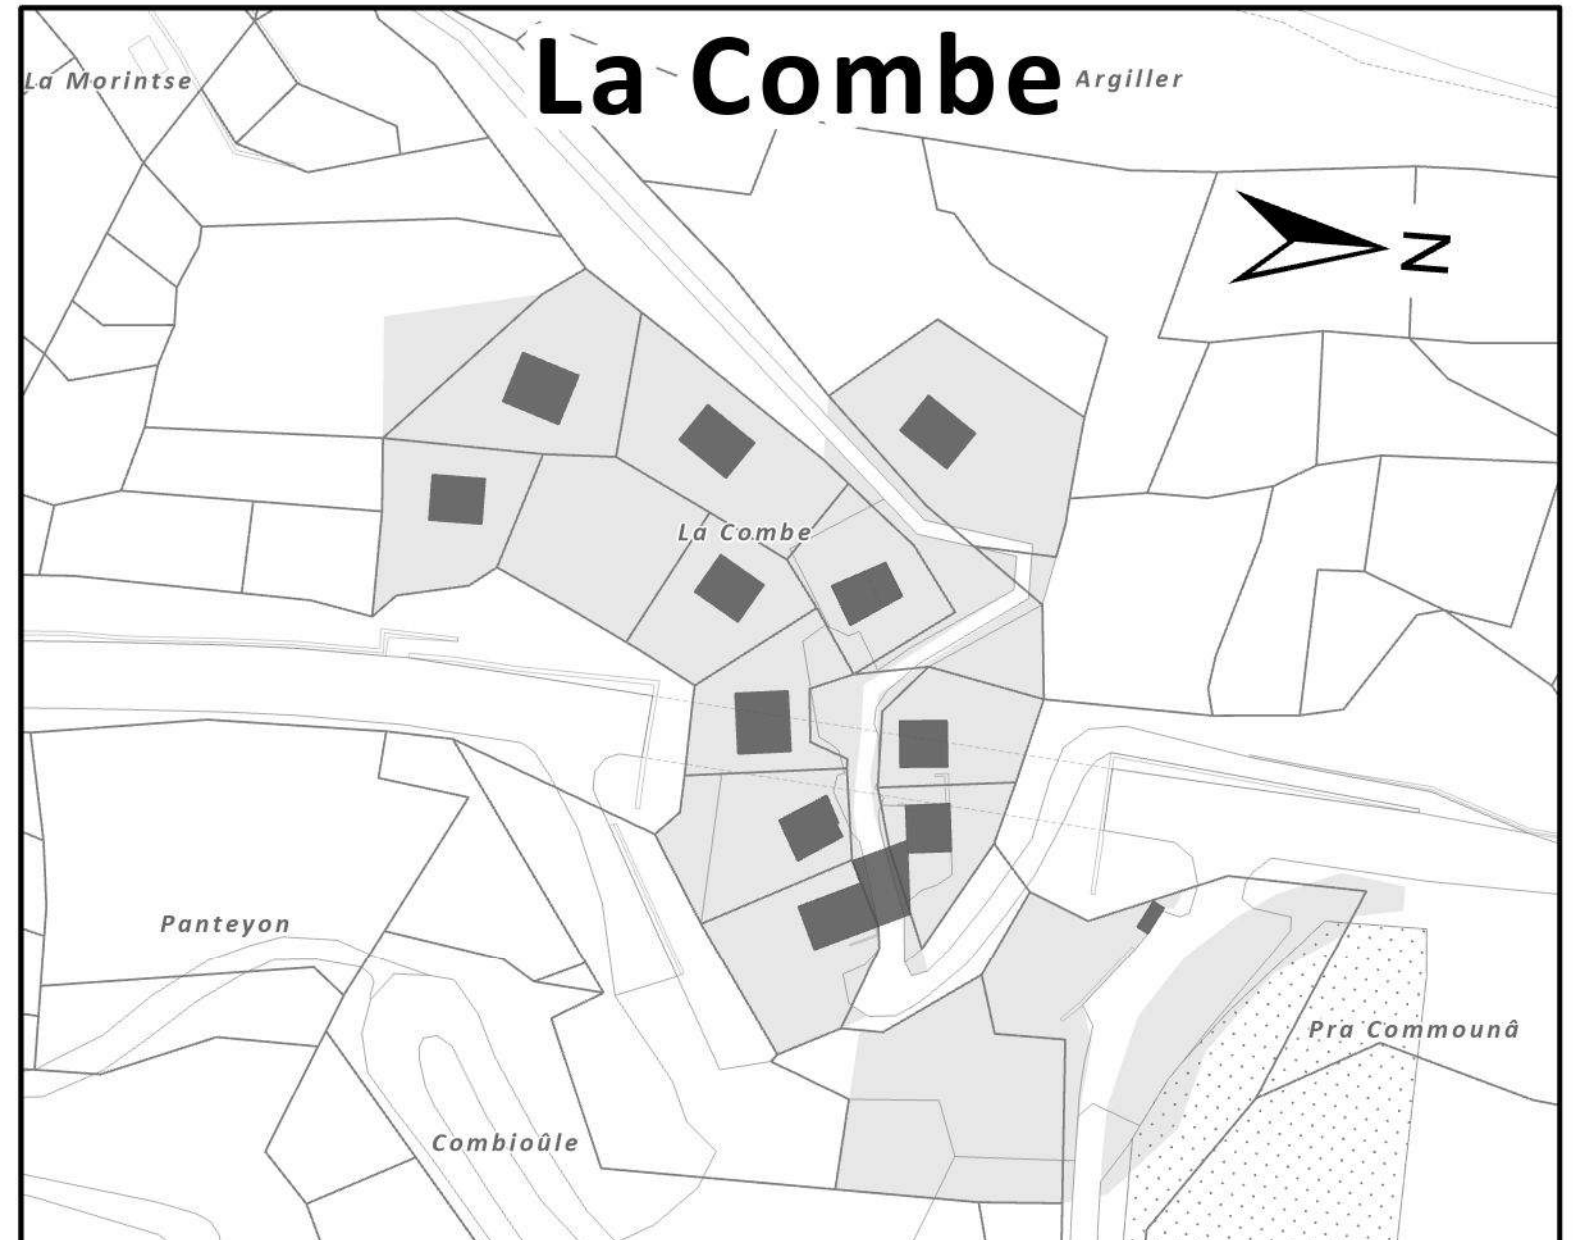 La Combe
Argiller
La Morintse
N
La Combe
Panteyon
Pra Commounâ
Combioûle